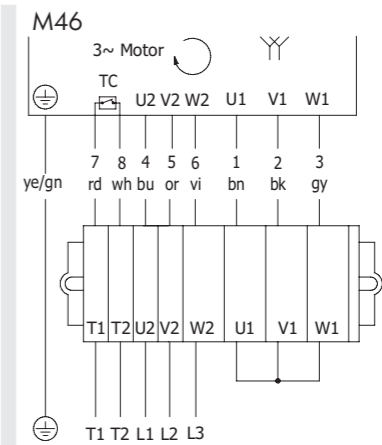 M46
3~ Motor
TC
U2 V2 W2 U1 V1 W1
7 8 4 5 6 1 2 3
ye/gn rd wh bu or vi bn bk gy
T1 T2 U2 V2 W2 U1 V1 W1
T1 T2 L1 L2 L3